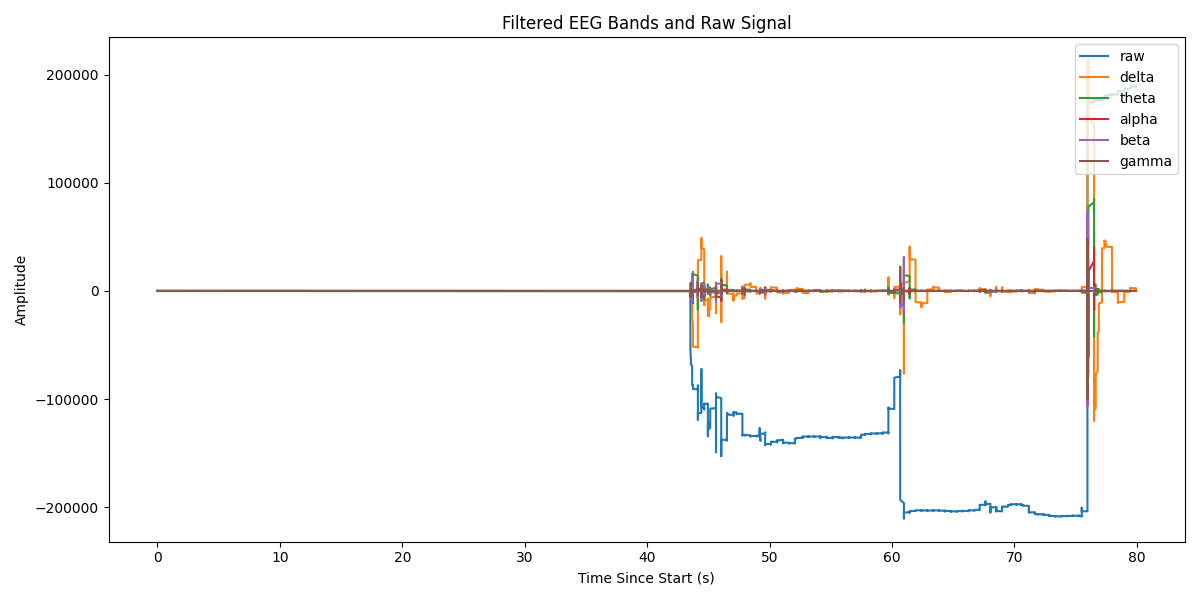 Filtered EEG Bands and Raw Signal
raw
delta
theta
alpha
beta
gamma
Amplitude
200000
100000
0
−100000
−200000
0 10 20 30 40 50 60 70 80
Time Since Start (s)